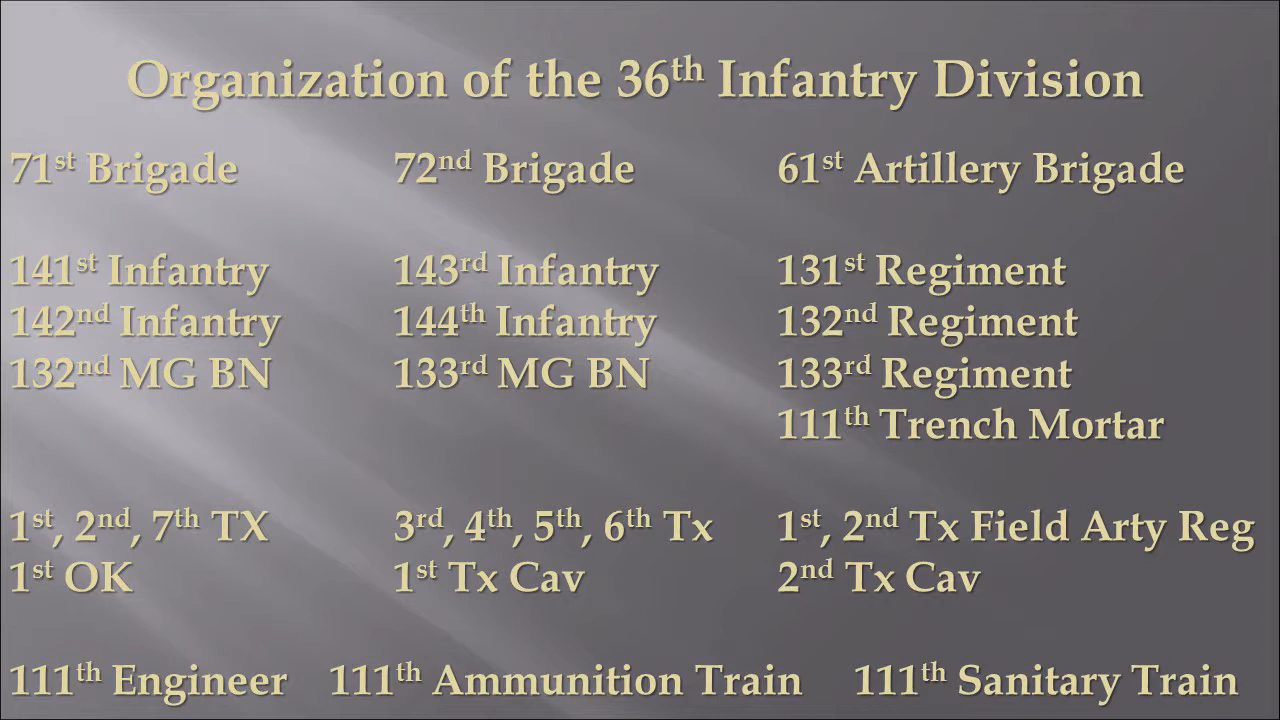 Organization of the 36th Infantry Division
71st Brigade 72nd Brigade 61st Artillery Brigade
141st Infantry 143rd Infantry 131st Regiment
142nd Infantry 144th Infantry 132nd Regiment
132nd MG BN 133rd MG BN 133rd Regiment
111th Trench Mortar
1st, 2nd, 7th TX 3rd, 4th, 5th, 6th Tx 1st, 2nd Tx Field Arty Reg
1st OK 1st Tx Cav 2nd Tx Cav
111th Engineer 111th Ammunition Train 111th Sanitary Train